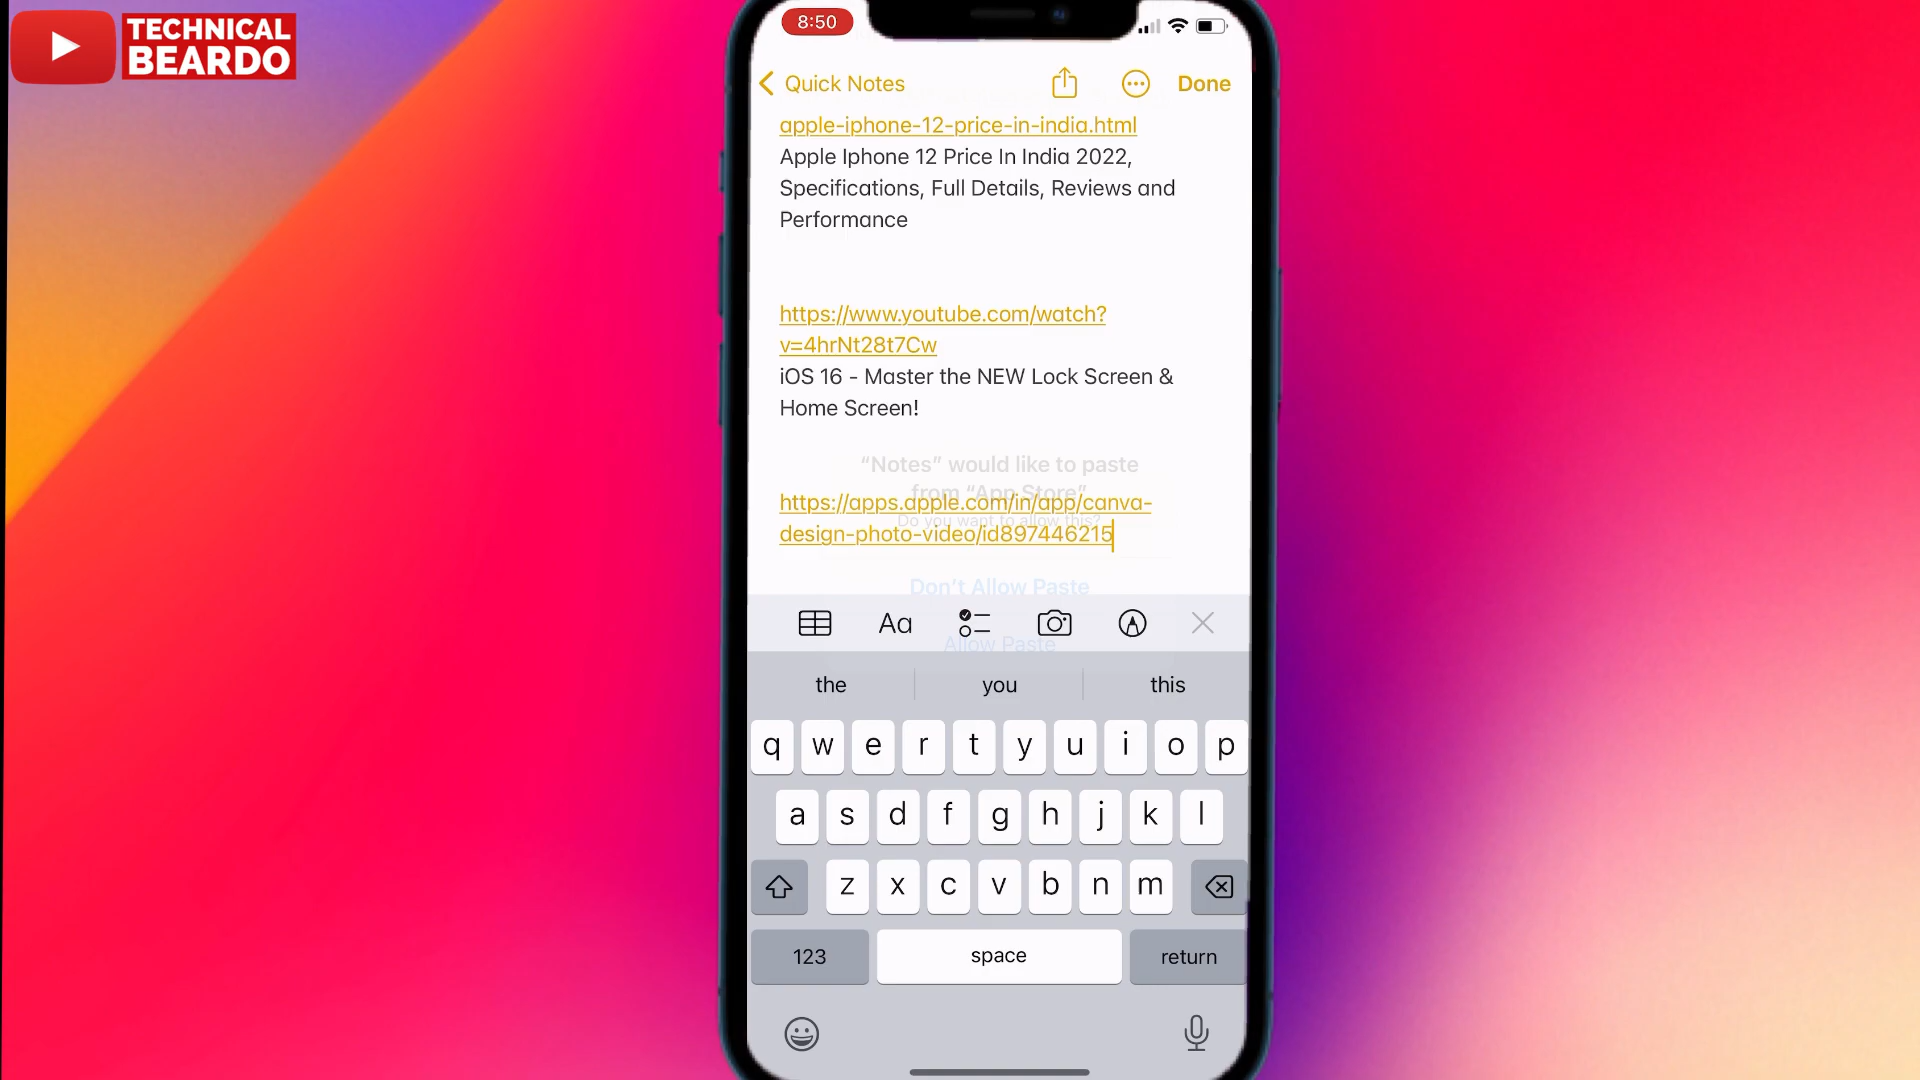 TECHNICAL
BEARDO
8:50
Quick Notes
Done
apple-iphone-12-price-in-india.html
Apple Iphone 12 Price In India 2022,
Specifications, Full Details, Reviews and
Performance
https://www.youtube.com/watch?
v=4hrNt28t7Cw
iOS 16 - Master the NEW Lock Screen &
Home Screen!
“Notes” would like to paste
from “App Store”
https://apps.apple.com/in/app/canva-
Do you want to allow this?
design-photo-video/id897446215
Don’t Allow Paste
Aa
Allow Paste
the you this
q w e r t y u i o p
a s d f g h j k l
z x c v b n m
123 space return